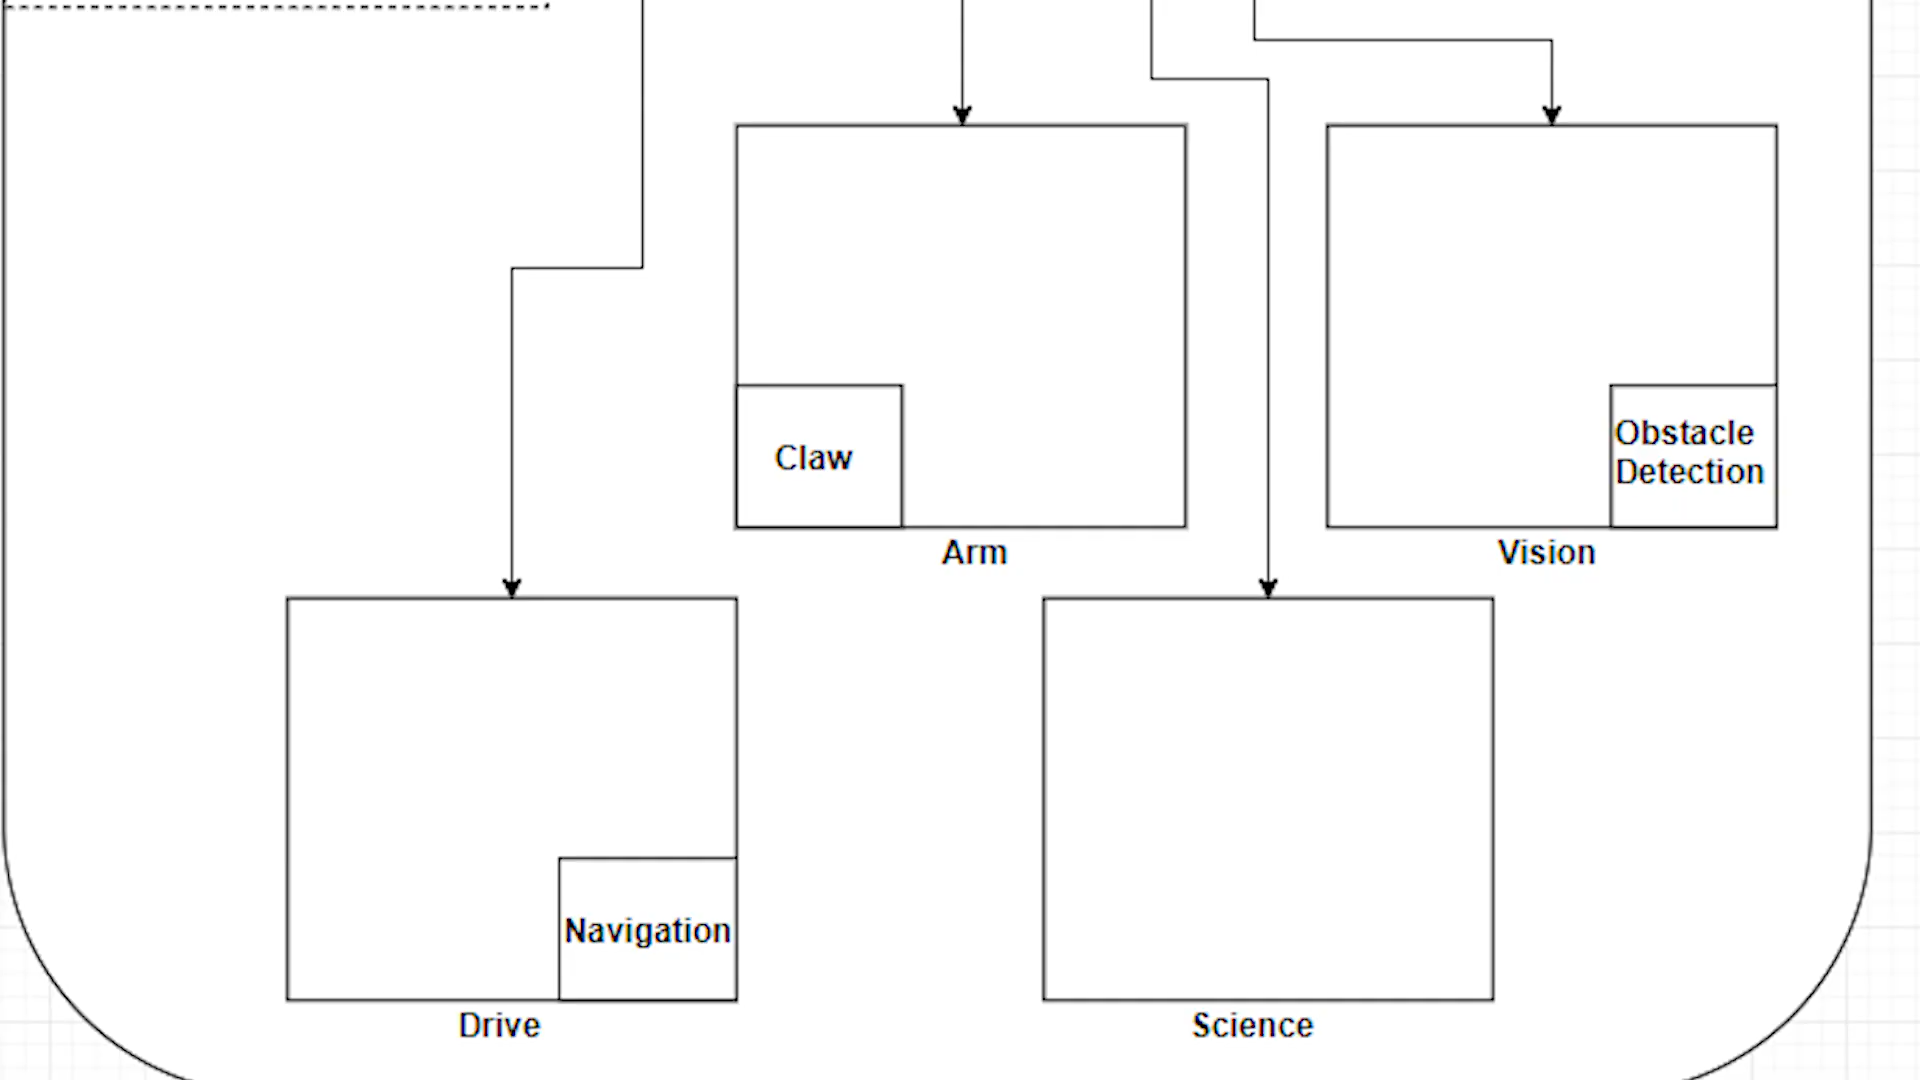 Claw
Obstacle
Detection
Arm
Vision
Navigation
Drive
Science